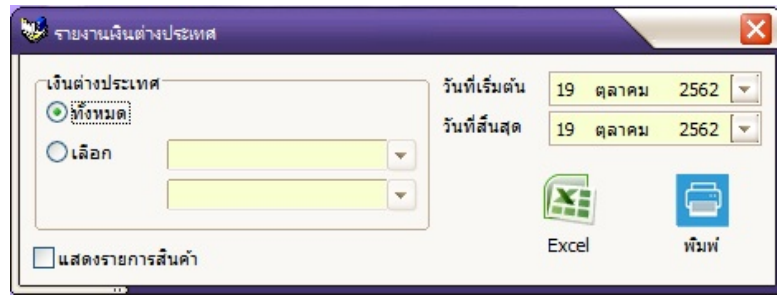 รายงานเงินต่างประเทศ
เงินต่างประเทศ
ทั้งหมด
เลือก
วันที่เริ่มต้น 19 ตุลาคม 2562
วันที่สิ้นสุด 19 ตุลาคม 2562
Excel พิมพ์
แสดงรายการสินค้า